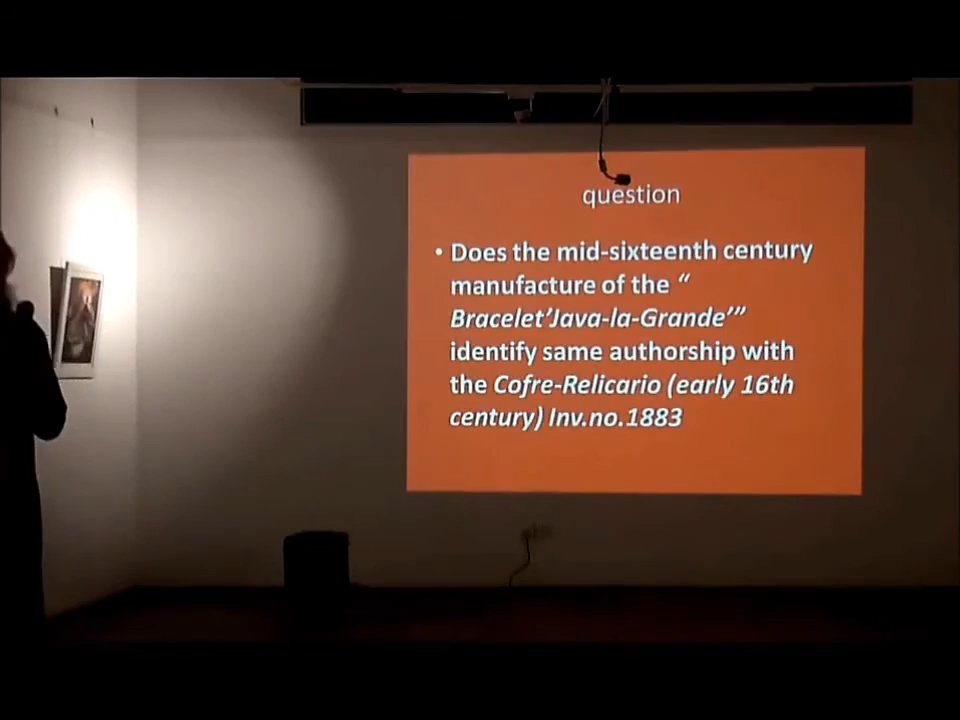 question
• Does the mid-sixteenth century
manufacture of the “
Bracelet’Java-la-Grande’”
identify same authorship with
the Cofre-Relicario (early 16th
century) Inv.no.1883